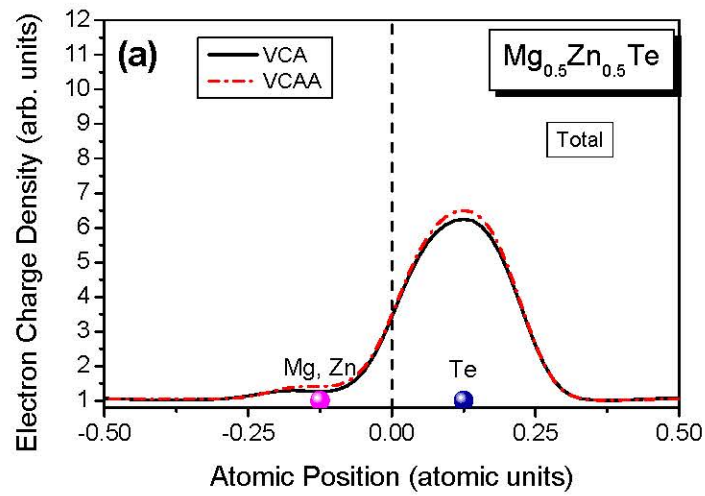 12
11
10
9
8
7
6
5
4
3
2
1
Electron Charge Density (arb. units)
(a)
VCA
VCAA
Mg₀.₅Zn₀.₅Te
Total
Mg, Zn
Te
-0.50 -0.25 0.00 0.25 0.50
Atomic Position (atomic units)